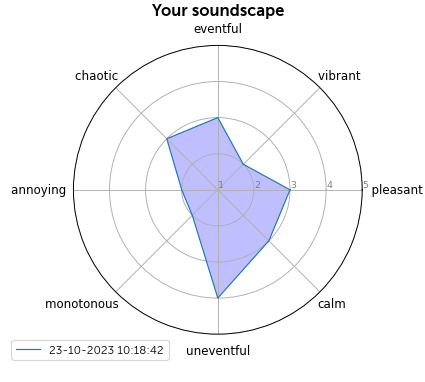 Your soundscape
eventful
chaotic
vibrant
annoying
1 2 3 4 5
pleasant
monotonous
calm
uneventful
23-10-2023 10:18:42